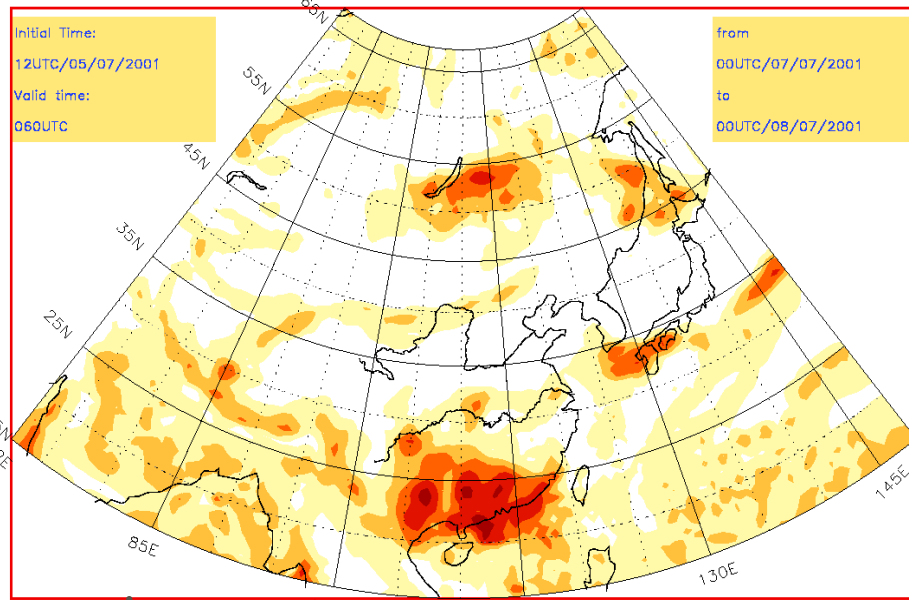 Initial Time:
12UTC/05/07/2001
Valid time:
060UTC
from
00UTC/07/07/2001
to
00UTC/08/07/2001
65N
55N
45N
35N
25N
85E
130E
145E